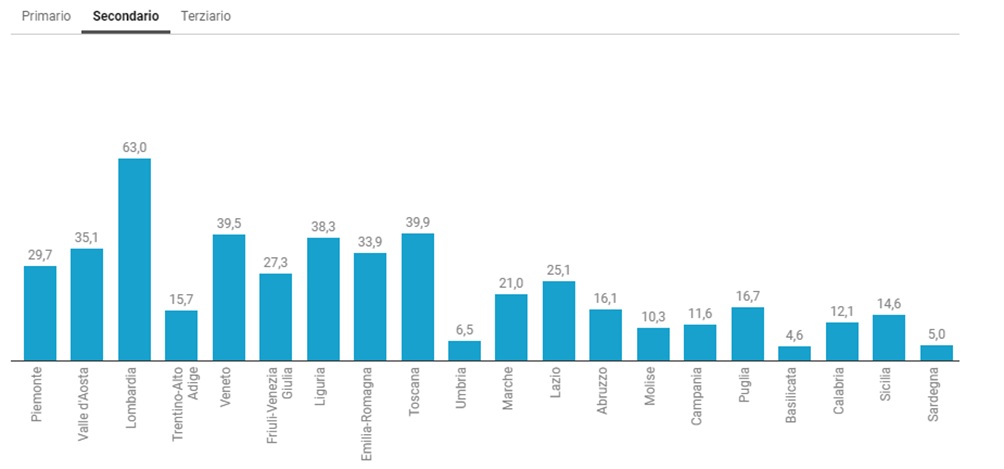 Primario Secondario Terziario
63,0
39,5
39,9
38,3
35,1
33,9
29,7
27,3
25,1
21,0
15,7
16,1
16,7
14,6
10,3
11,6
12,1
6,5
4,6
5,0
Piemonte
Valle d'Aosta
Lombardia
Trentino-Alto
Adige
Veneto
Friuli-Venezia
Giulia
Liguria
Emilia-Romagna
Toscana
Umbria
Marche
Lazio
Abruzzo
Molise
Campania
Puglia
Basilicata
Calabria
Sicilia
Sardegna